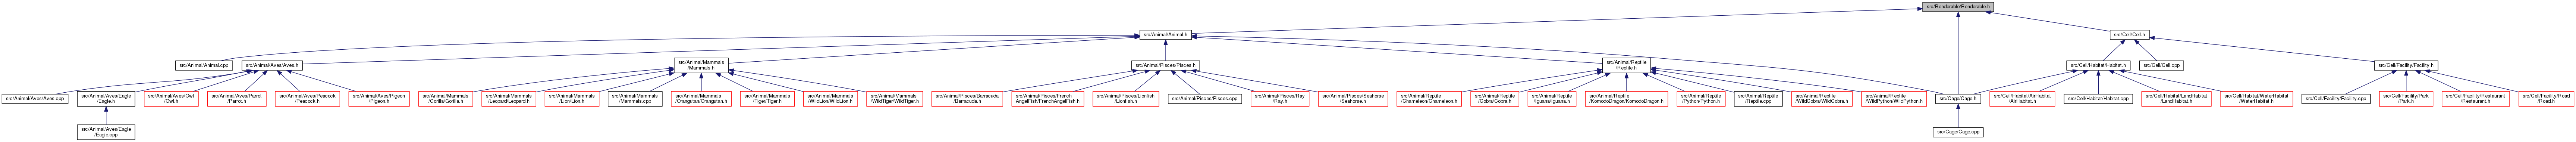 src/Renderable/Renderable.h
src/Animal/Animal.h
src/Cell/Cell.h
src/Animal/Animal.cpp
src/Animal/Aves/Aves.h
src/Animal/Mammals
/Mammals.h
src/Animal/Pisces/Pisces.h
src/Animal/Reptile
/Reptile.h
src/Cell/Habitat/Habitat.h
src/Cell/Cell.cpp
src/Cell/Facility/Facility.h
src/Animal/Aves/Aves.cpp
src/Animal/Aves/Eagle
/Eagle.h
src/Animal/Aves/Owl
/Owl.h
src/Animal/Aves/Parrot
/Parrot.h
src/Animal/Aves/Peacock
/Peacock.h
src/Animal/Aves/Pigeon
/Pigeon.h
src/Animal/Mammals
/Gorilla/Gorilla.h
src/Animal/Mammals
/Leopard/Leopard.h
src/Animal/Mammals
/Lion/Lion.h
src/Animal/Mammals
/Mammals.cpp
src/Animal/Mammals
/Orangutan/Orangutan.h
src/Animal/Mammals
/Tiger/Tiger.h
src/Animal/Mammals
/WildLion/WildLion.h
src/Animal/Mammals
/WildTiger/WildTiger.h
src/Animal/Pisces/Barracuda
/Barracuda.h
src/Animal/Pisces/French
AngelFish/FrenchAngelFish.h
src/Animal/Pisces/Lionfish
/Lionfish.h
src/Animal/Pisces/Pisces.cpp
src/Animal/Pisces/Ray
/Ray.h
src/Animal/Pisces/Seahorse
/Seahorse.h
src/Animal/Reptile
/Chameleon/Chameleon.h
src/Animal/Reptile
/Cobra/Cobra.h
src/Animal/Reptile
/Iguana/Iguana.h
src/Animal/Reptile
/KomodoDragon/KomodoDragon.h
src/Animal/Reptile
/Python/Python.h
src/Animal/Reptile
/Reptile.cpp
src/Animal/Reptile
/WildCobra/WildCobra.h
src/Animal/Reptile
/WildPython/WildPython.h
src/Cage/Cage.h
src/Cell/Habitat/AirHabitat
/AirHabitat.h
src/Cell/Habitat/Habitat.cpp
src/Cell/Habitat/LandHabitat
/LandHabitat.h
src/Cell/Habitat/WaterHabitat
/WaterHabitat.h
src/Cell/Facility/Facility.cpp
src/Cell/Facility/Park
/Park.h
src/Cell/Facility/Restaurant
/Restaurant.h
src/Cell/Facility/Road
/Road.h
src/Animal/Aves/Eagle
/Eagle.cpp
src/Cage/Cage.cpp